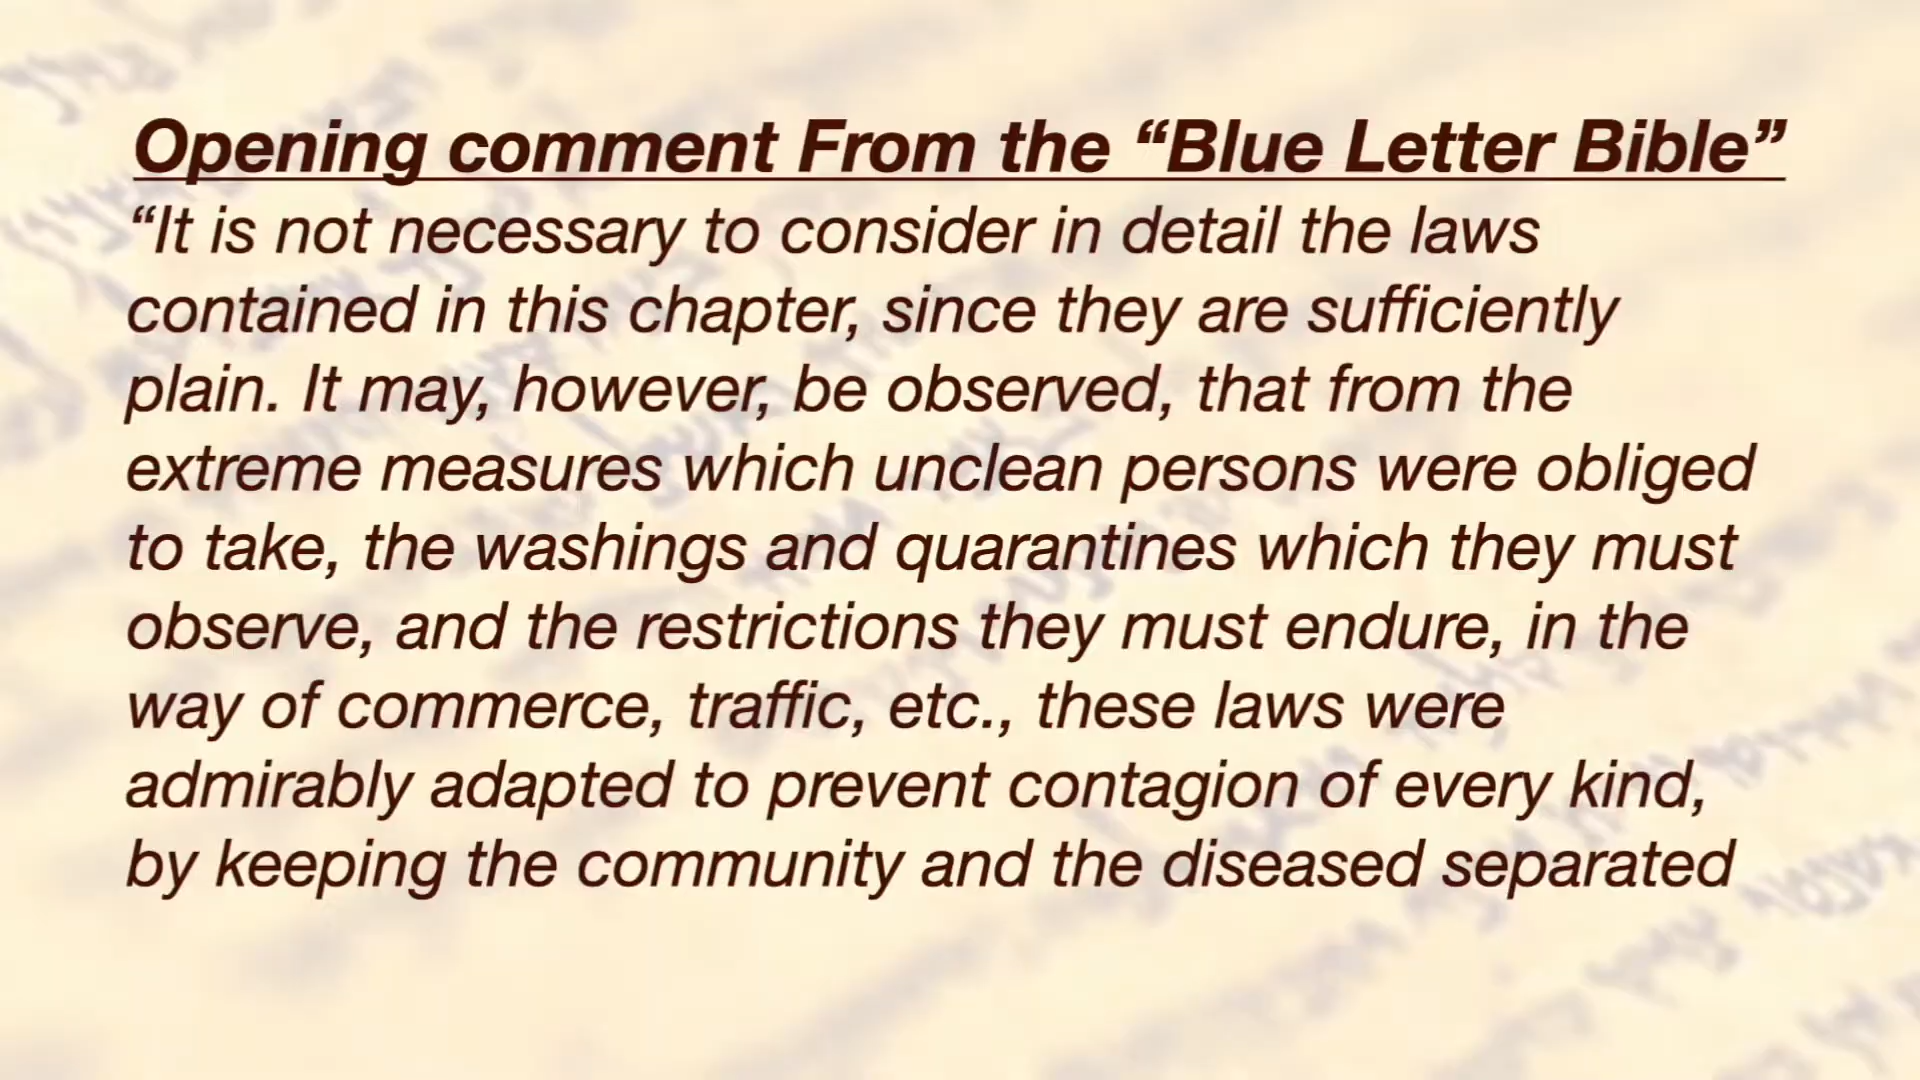 Opening comment From the “Blue Letter Bible”
“It is not necessary to consider in detail the laws
contained in this chapter, since they are sufficiently
plain. It may, however, be observed, that from the
extreme measures which unclean persons were obliged
to take, the washings and quarantines which they must
observe, and the restrictions they must endure, in the
way of commerce, traffic, etc., these laws were
admirably adapted to prevent contagion of every kind,
by keeping the community and the diseased separated